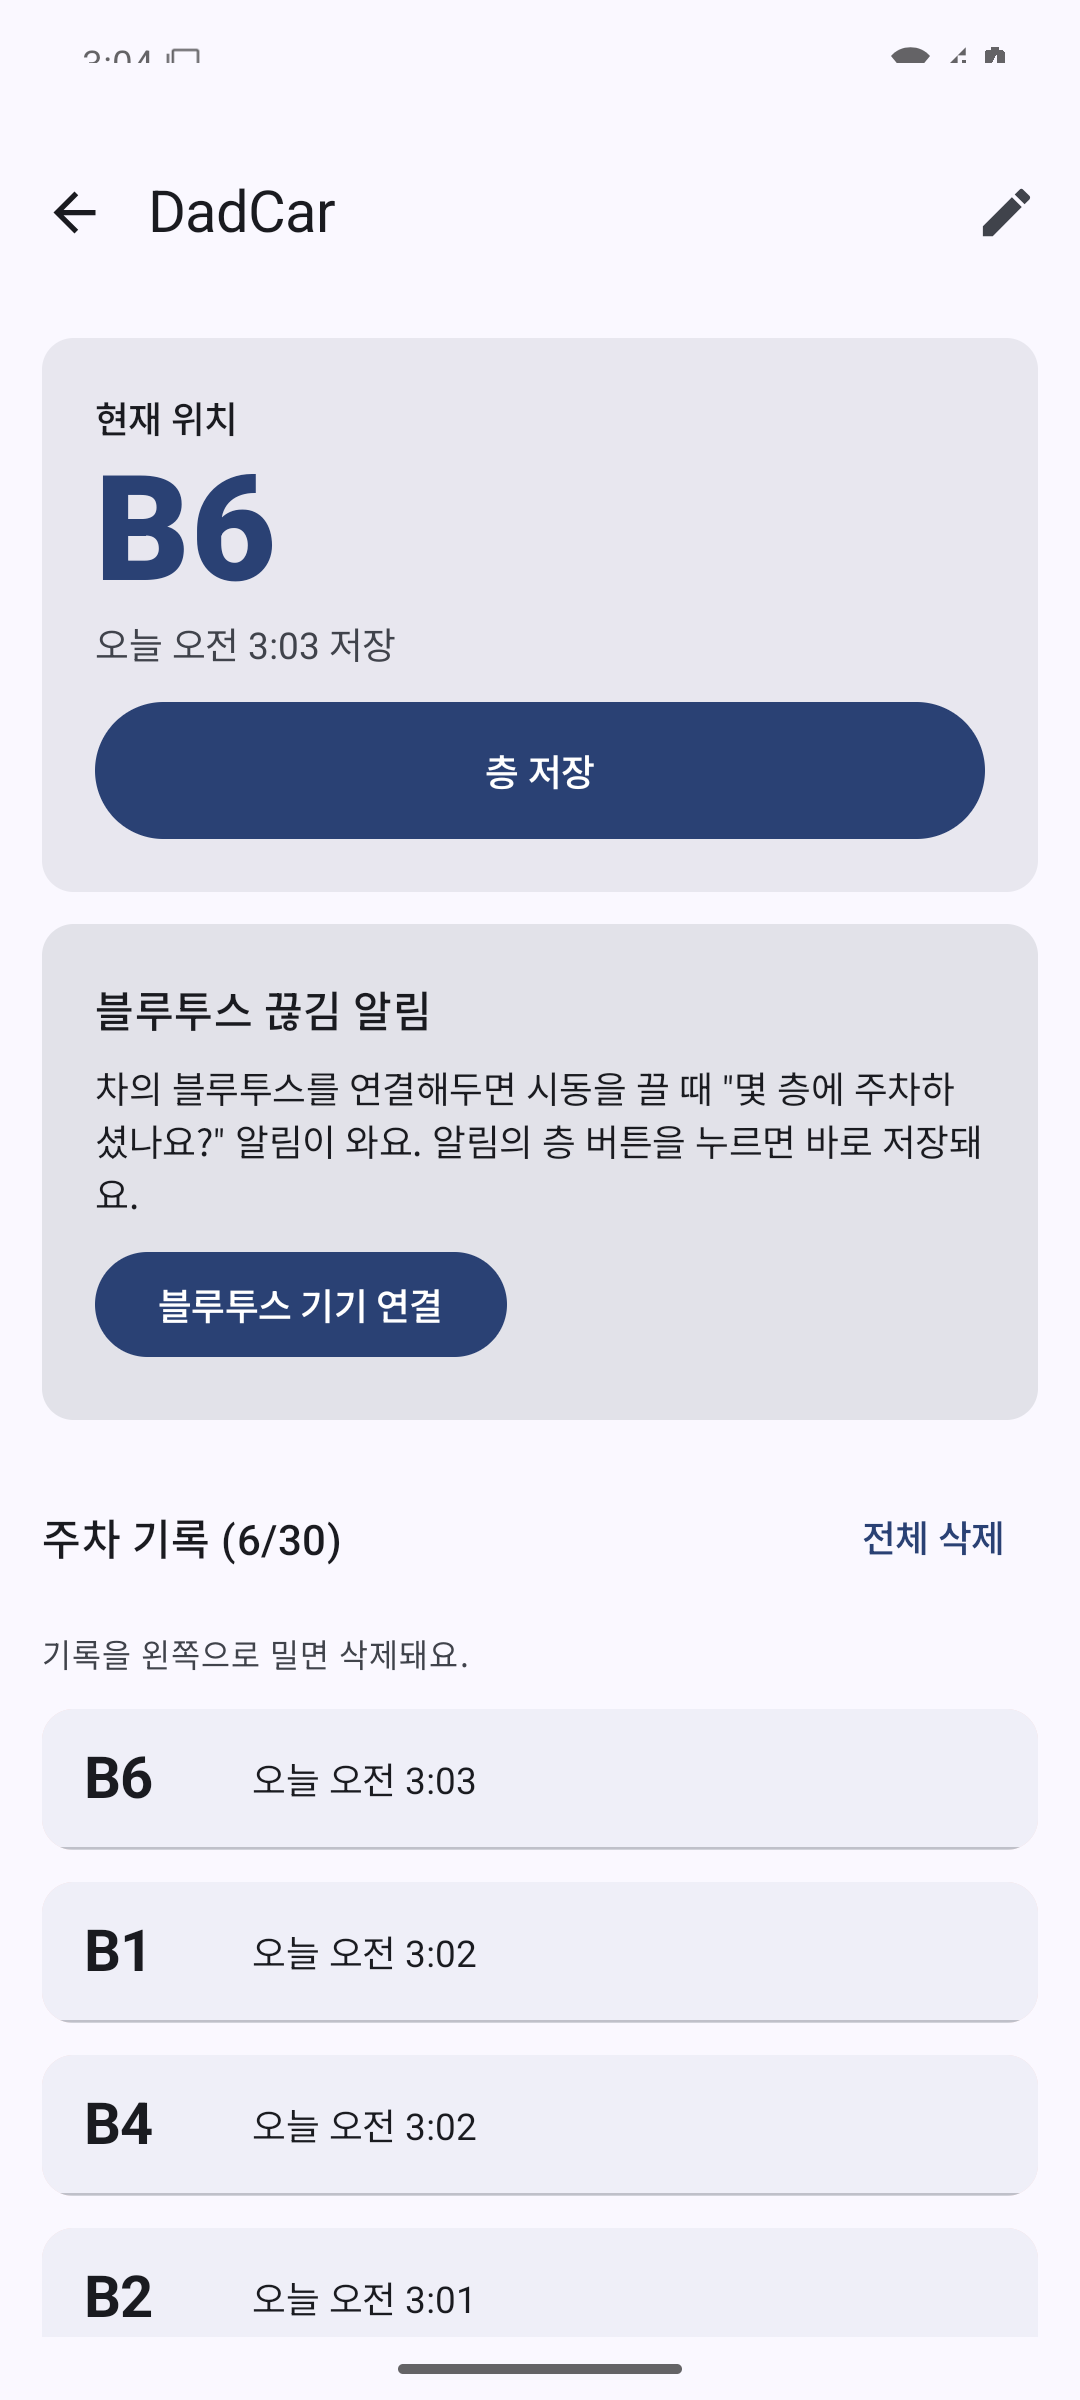 3:04
DadCar
현재 위치
B6
오늘 오전 3:03 저장
층 저장
블루투스 끊김 알림
차의 블루투스를 연결해두면 시동을 끌 때 "몇 층에 주차하
셨나요?" 알림이 와요. 알림의 층 버튼을 누르면 바로 저장돼
요.
블루투스 기기 연결
주차 기록 (6/30)
전체 삭제
기록을 왼쪽으로 밀면 삭제돼요.
B6
오늘 오전 3:03
B1
오늘 오전 3:02
B4
오늘 오전 3:02
B2
오늘 오전 3:01